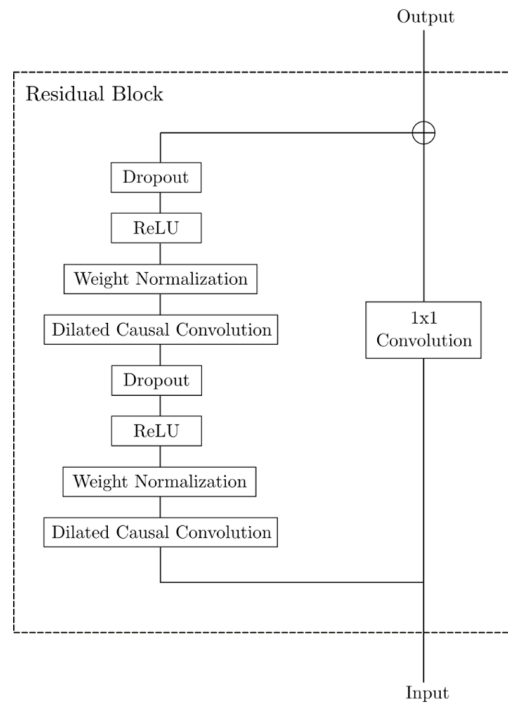 Output
Residual Block
Dropout
ReLU
Weight Normalization
Dilated Causal Convolution
1x1
Convolution
Dropout
ReLU
Weight Normalization
Dilated Causal Convolution
Input